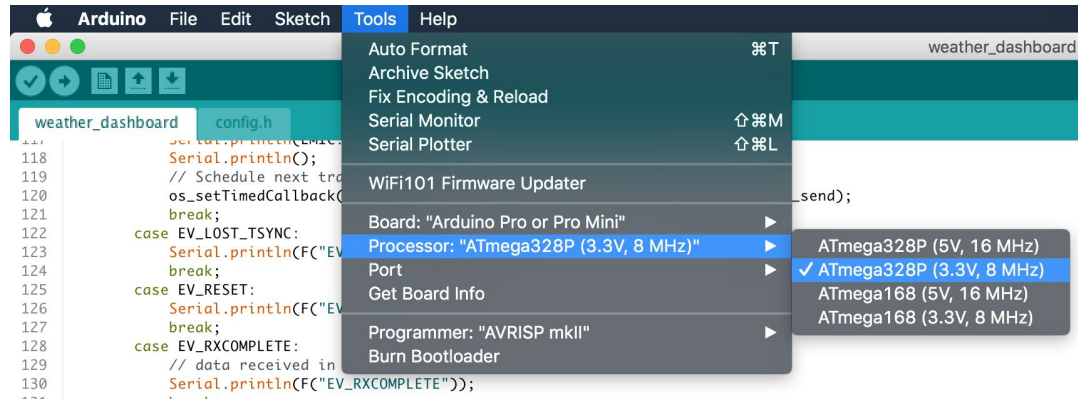 Arduino File Edit Sketch Tools Help
weather_dashboard
weather_dashboard config.h
Auto Format ⌘T
Archive Sketch
Fix Encoding & Reload
Serial Monitor ⇧⌘M
Serial Plotter ⇧⌘L
WiFi101 Firmware Updater
Board: "Arduino Pro or Pro Mini" ▶
Processor: "ATmega328P (3.3V, 8 MHz)" ▶
Port ▶
Get Board Info
Programmer: "AVRISP mkII" ▶
Burn Bootloader
ATmega328P (5V, 16 MHz)
✓ ATmega328P (3.3V, 8 MHz)
ATmega168 (5V, 16 MHz)
ATmega168 (3.3V, 8 MHz)
117 Serial.println(LMIC.
118 Serial.println();
119 // Schedule next tra
120 os_setTimedCallback( _send);
121 break;
122 case EV_LOST_TSYNC:
123 Serial.println(F("EV
124 break;
125 case EV_RESET:
126 Serial.println(F("EV
127 break;
128 case EV_RXCOMPLETE:
129 // data received in
130 Serial.println(F("EV_RXCOMPLETE"));